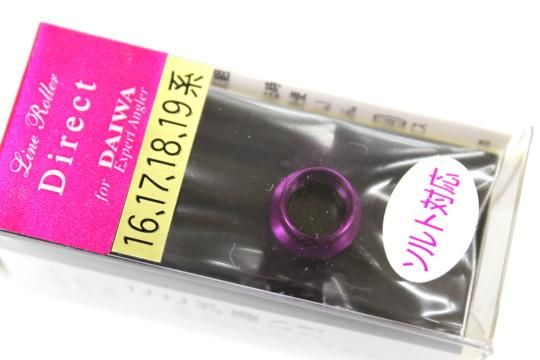 Line Roller
Direct
for DAIWA
Expert Angler
16、17、18、19系
ソルト対応